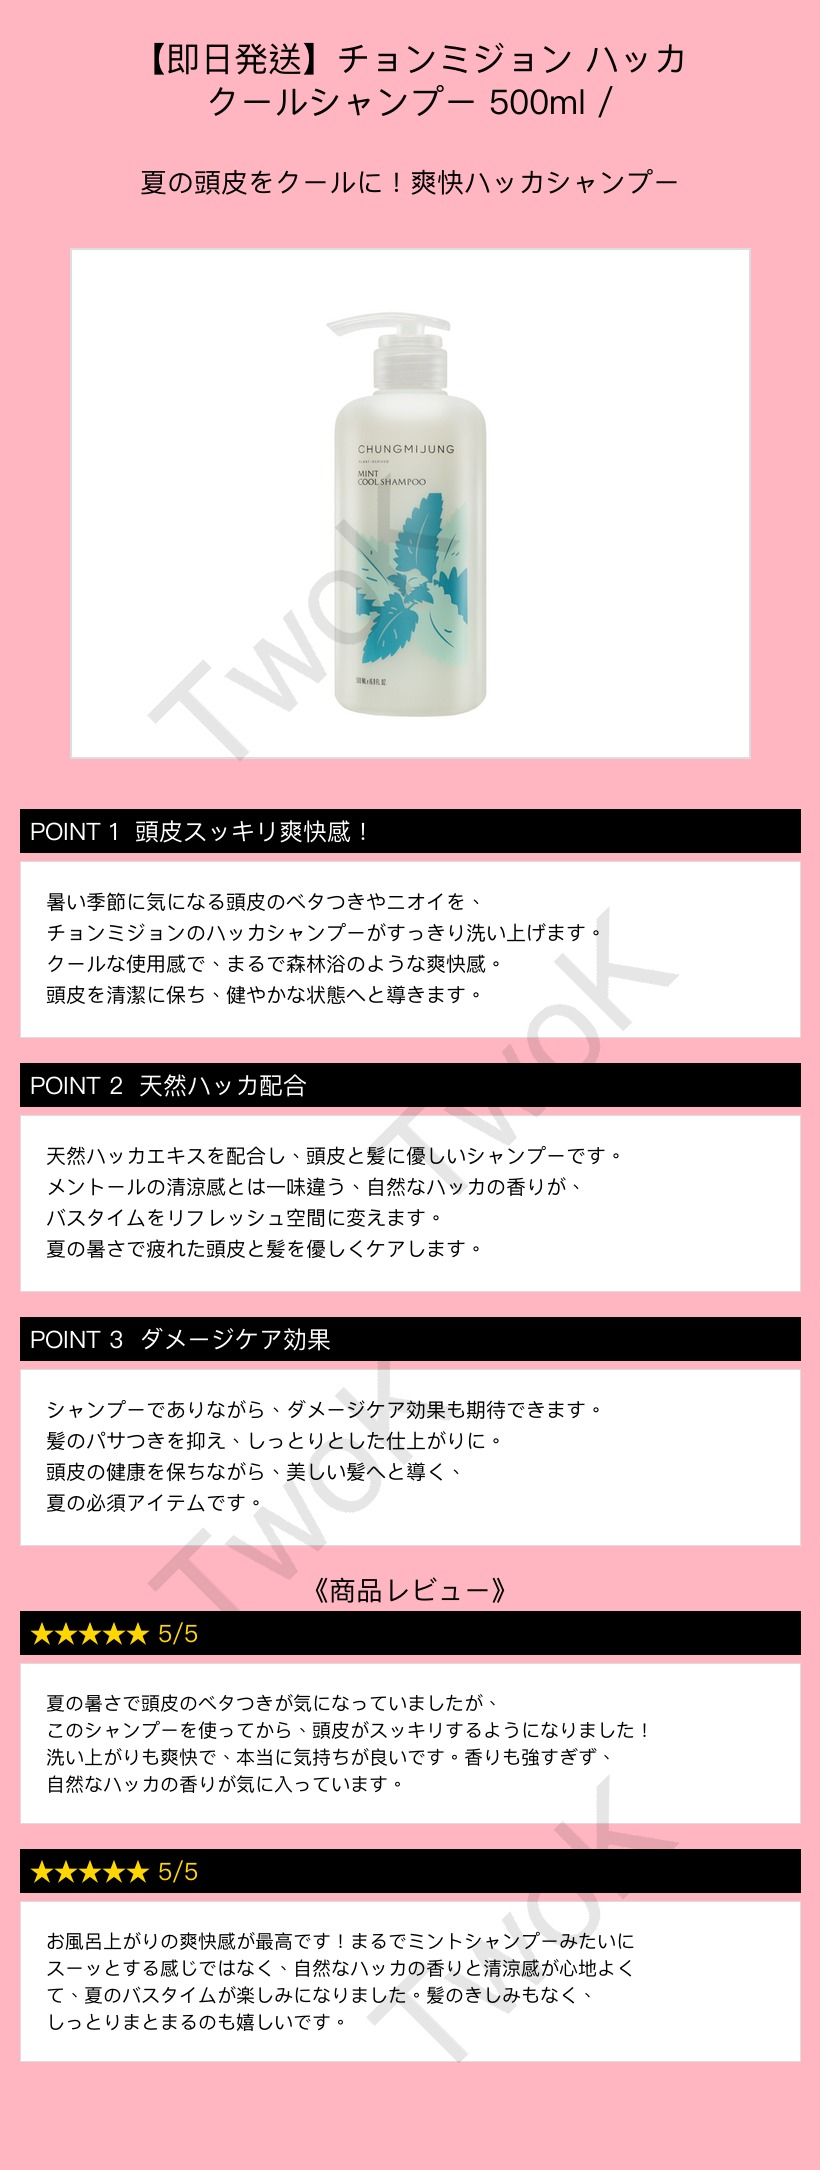 【即日発送】チョンミジョン ハッカ
クールシャンプー 500ml /
夏の頭皮をクールに！爽快ハッカシャンプー
CHUNGMIJUNG
MINT
COOL SHAMPOO
TwoK
POINT 1 頭皮スッキリ爽快感！
暑い季節に気になる頭皮のベタつきやニオイを、
チョンミジョンのハッカシャンプーがすっきり洗い上げます。
クールな使用感で、まるで森林浴のような爽快感。
頭皮を清潔に保ち、健やかな状態へと導きます。
TwoK
POINT 2 天然ハッカ配合
天然ハッカエキスを配合し、頭皮と髪に優しいシャンプーです。
メントールの清涼感とは一味違う、自然なハッカの香りが、
バスタイムをリフレッシュ空間に変えます。
夏の暑さで疲れた頭皮と髪を優しくケアします。
POINT 3 ダメージケア効果
シャンプーでありながら、ダメージケア効果も期待できます。
髪のパサつきを抑え、しっとりとした仕上がりに。
頭皮の健康を保ちながら、美しい髪へと導く、
夏の必須アイテムです。
TwoK
《商品レビュー》
★★★★★ 5/5
夏の暑さで頭皮のベタつきが気になっていましたが、
このシャンプーを使ってから、頭皮がスッキリするようになりました！
洗い上がりも爽快で、本当に気持ちが良いです。香りも強すぎず、
自然なハッカの香りが気に入っています。
★★★★★ 5/5
お風呂上がりの爽快感が最高です！まるでミントシャンプーみたいに
スーッとする感じではなく、自然なハッカの香りと清涼感が心地よく
て、夏のバスタイムが楽しみになりました。髪のきしみもなく、
しっとりまとまるのも嬉しいです。
TwoK